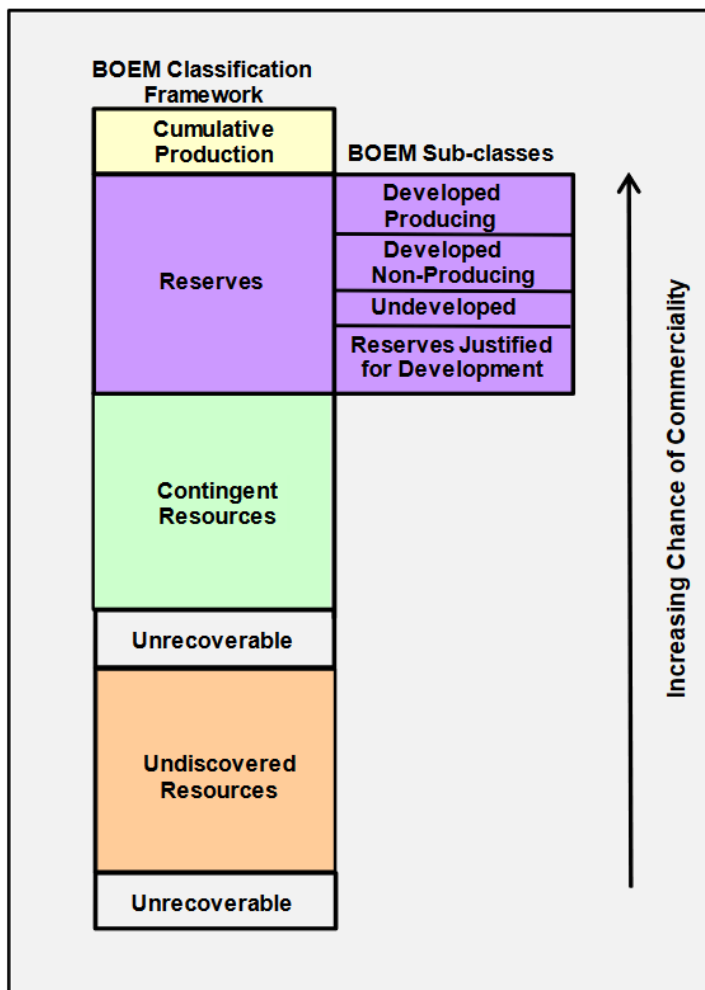 BOEM Classification
Framework
Cumulative
Production
BOEM Sub-classes
Reserves
Developed
Producing
Developed
Non-Producing
Undeveloped
Reserves Justified
for Development
Contingent
Resources
Unrecoverable
Undiscovered
Resources
Unrecoverable
Increasing Chance of Commerciality